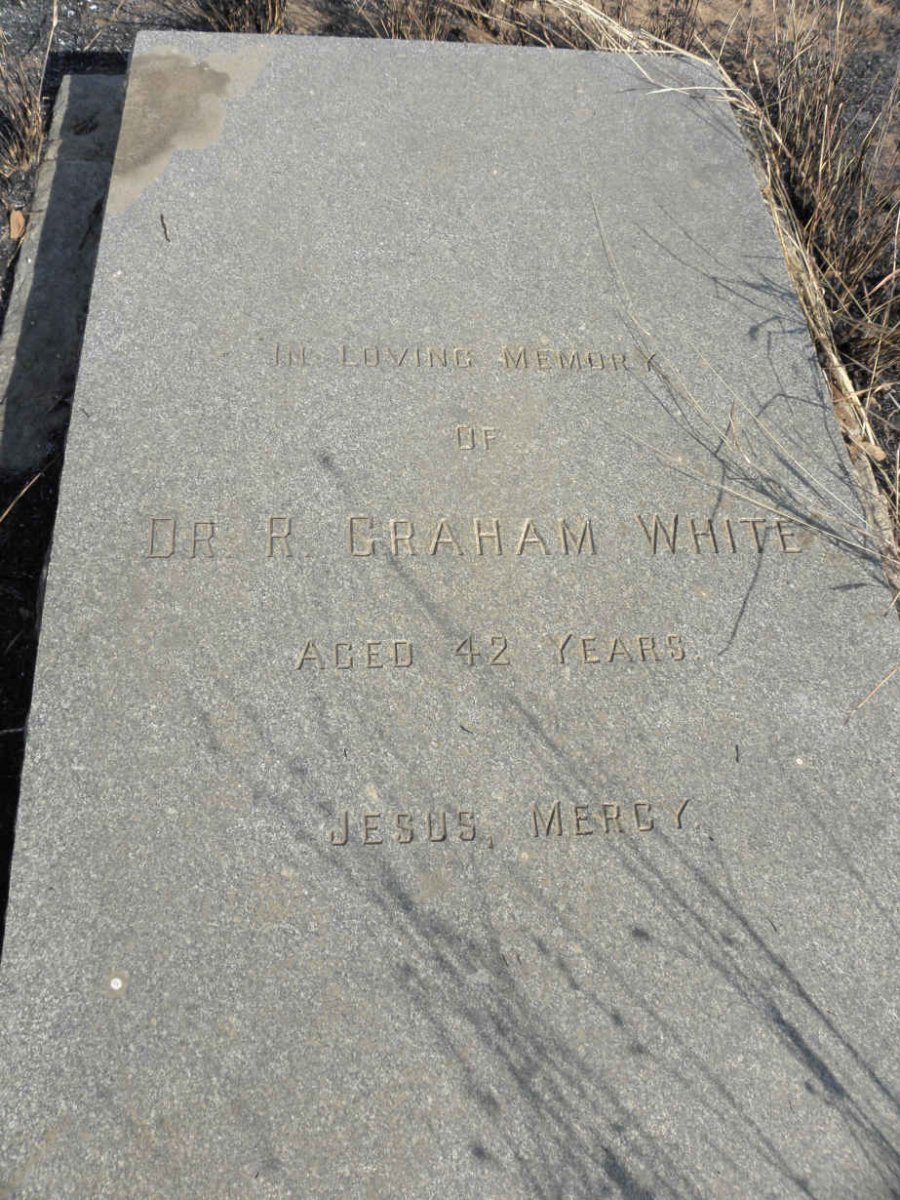 IN LOVING MEMORY
OF
DR. R. GRAHAM WHITE.
AGED 42 YEARS.
JESUS, MERCY.